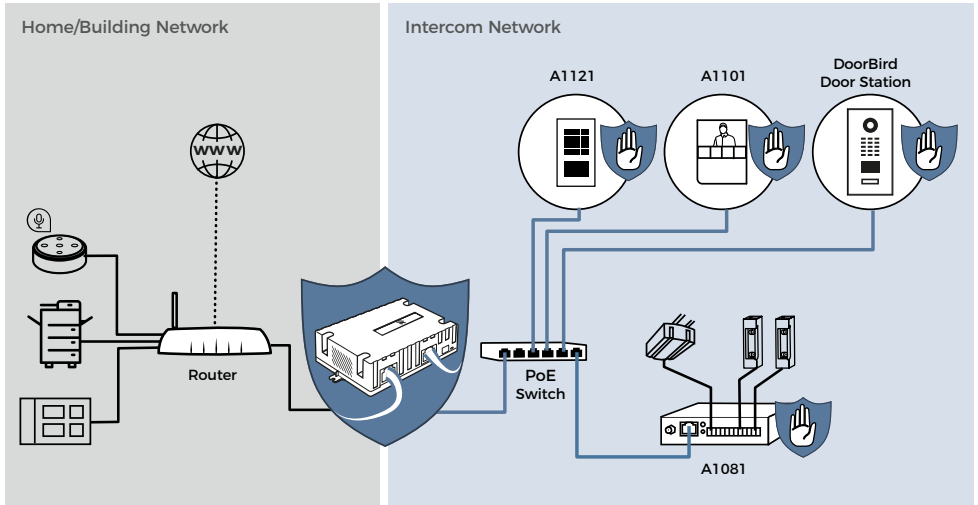 Home/Building Network
Intercom Network
A1121
A1101
DoorBird
Door Station
WWW
Router
PoE
Switch
A1081